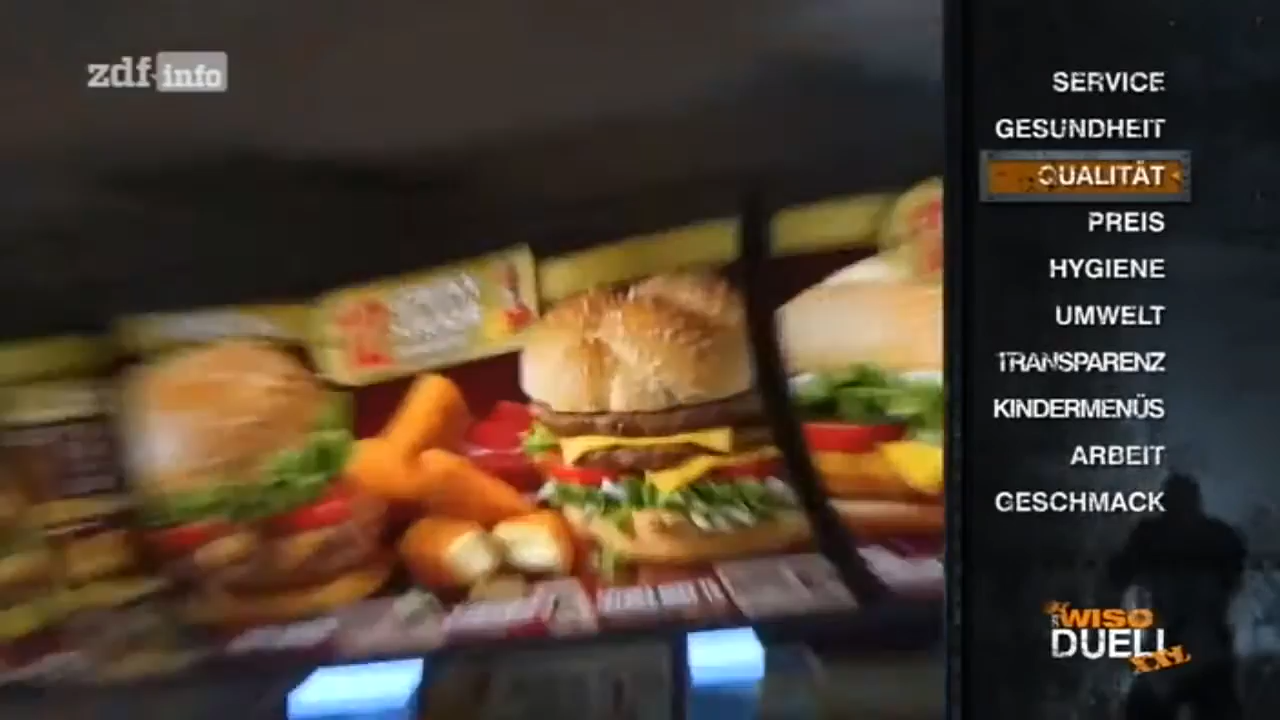 zdf info
SERVICE
GESUNDHEIT
QUALITÄT
PREIS
HYGIENE
UMWELT
TRANSPARENZ
KINDERMENÜS
ARBEIT
GESCHMACK
WISO
DUELL
XXL